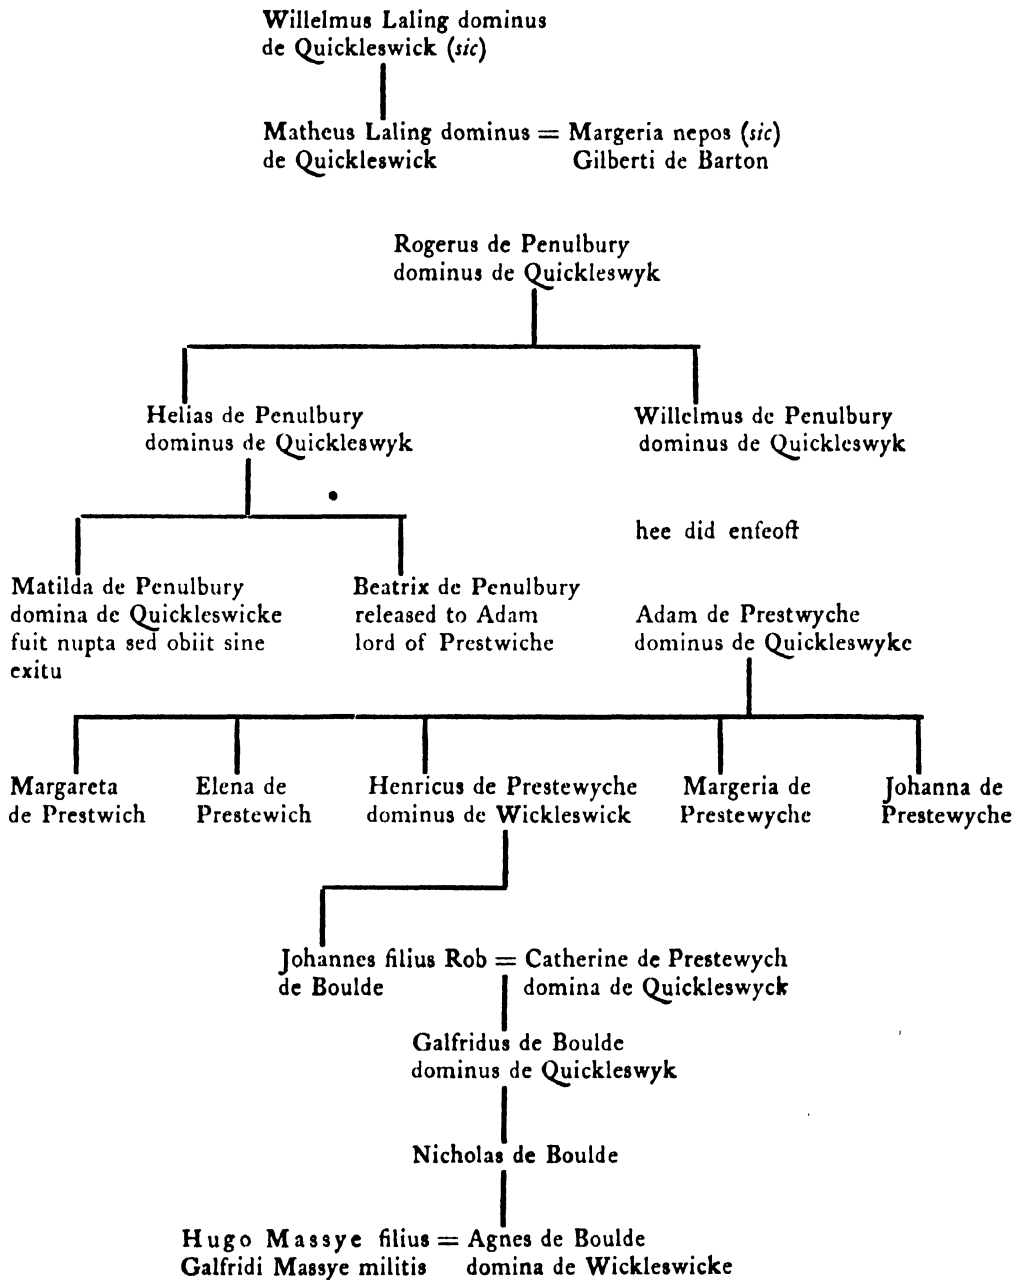 Willelmus Laling dominus
de Quickleswick (sic)
Matheus Laling dominus = Margeria nepos (sic)
de Quickleswick Gilberti de Barton
Rogerus de Penulbury
dominus de Quickleswyk
Helias de Penulbury
dominus de Quickleswyk
Willelmus de Penulbury
dominus de Quickleswyk
hee did enfeoff
Matilda de Penulbury
domina de Quickleswicke
fuit nupta sed obiit sine
exitu
Beatrix de Penulbury
released to Adam
lord of Prestwiche
Adam de Prestwyche
dominus de Quickleswyke
Margareta
de Prestwich
Elena de
Prestewich
Henricus de Prestewyche
dominus de Wickleswick
Margeria de
Prestewyche
Johanna de
Prestewyche
Johannes filius Rob = Catherine de Prestewych
de Boulde domina de Quickleswyck
Galfridus de Boulde
dominus de Quickleswyk
Nicholas de Boulde
Hugo Massye filius = Agnes de Boulde
Galfridi Massye militis domina de Wickleswicke